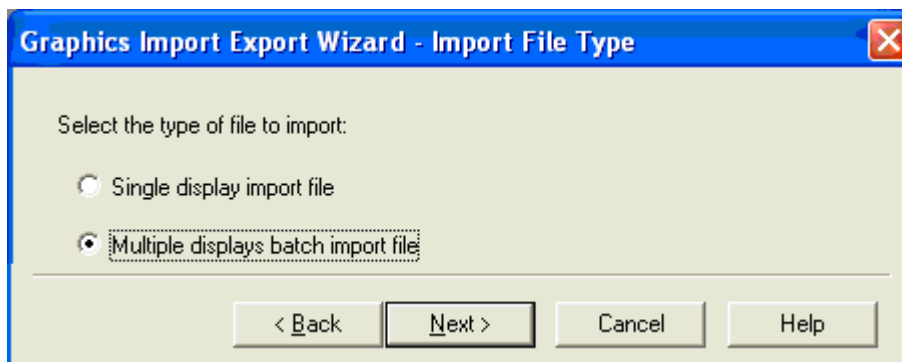 Graphics Import Export Wizard - Import File Type
Select the type of file to import:
Single display import file
Multiple displays batch import file
< Back Next > Cancel Help